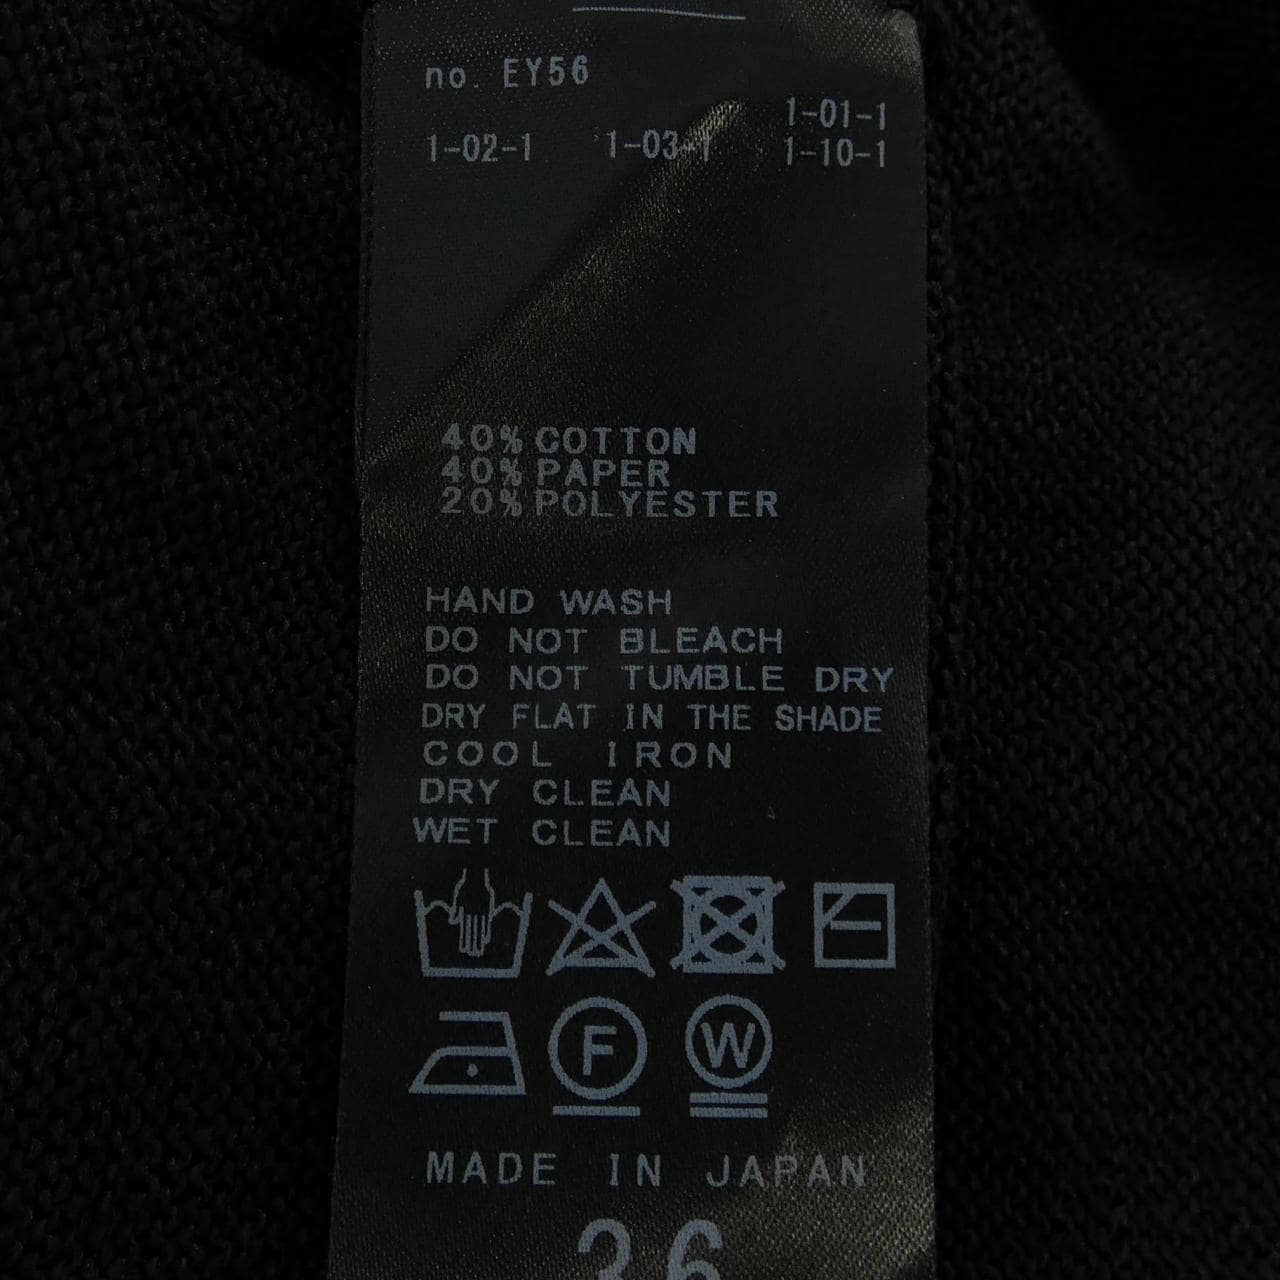 no. EY56
1-01-1
1-02-1 1-03-1 1-10-1
40% COTTON
40% PAPER
20% POLYESTER
HAND WASH
DO NOT BLEACH
DO NOT TUMBLE DRY
DRY FLAT IN THE SHADE
COOL IRON
DRY CLEAN
WET CLEAN
F W
MADE IN JAPAN
36